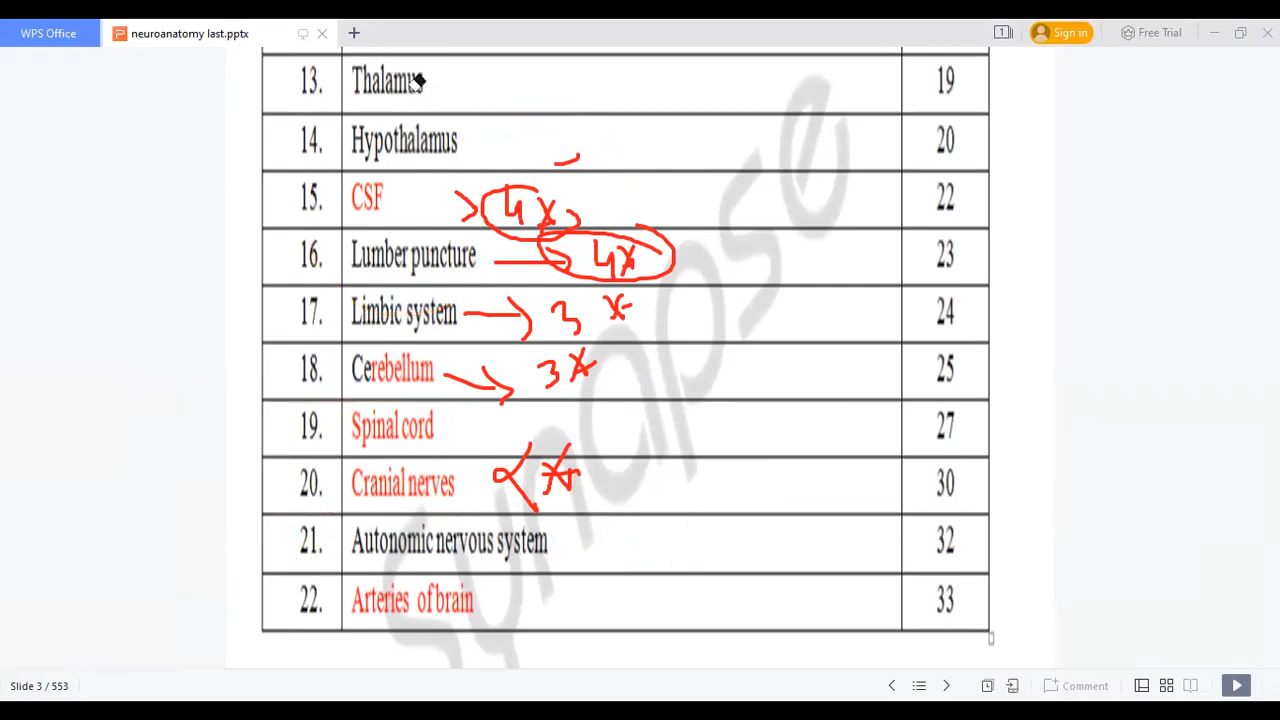 WPS Office neuroanatomy last.pptx 1 Sign in Free Trial
13. Thalamus 19
14. Hypothalamus 20
15. CSF 4x 22
16. Lumber puncture 4x 23
17. Limbic system 3 x 24
18. Cerebellum 3x 25
19. Spinal cord 27
20. Cranial nerves 30
21. Autonomic nervous system 32
22. Arteries of brain 33
synapse
Slide 3 / 553 Comment